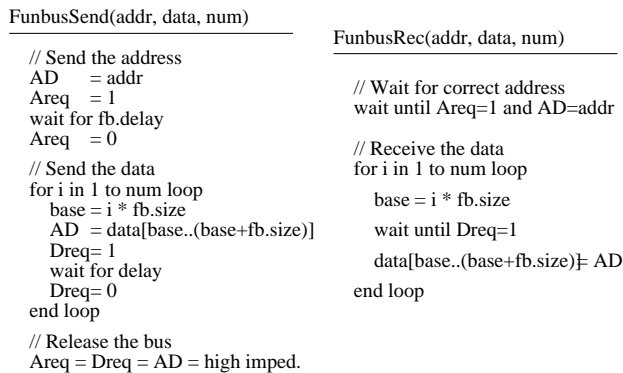 FunbusSend(addr, data, num)
// Send the address
AD = addr
Areq = 1
wait for fb.delay
Areq = 0
// Send the data
for i in 1 to num loop
base = i * fb.size
AD = data[base..(base+fb.size)]
Dreq= 1
wait for delay
Dreq= 0
end loop
// Release the bus
Areq = Dreq = AD = high imped.
FunbusRec(addr, data, num)
// Wait for correct address
wait until Areq=1 and AD=addr
// Receive the data
for i in 1 to num loop
base = i * fb.size
wait until Dreq=1
data[base..(base+fb.size)]= AD
end loop